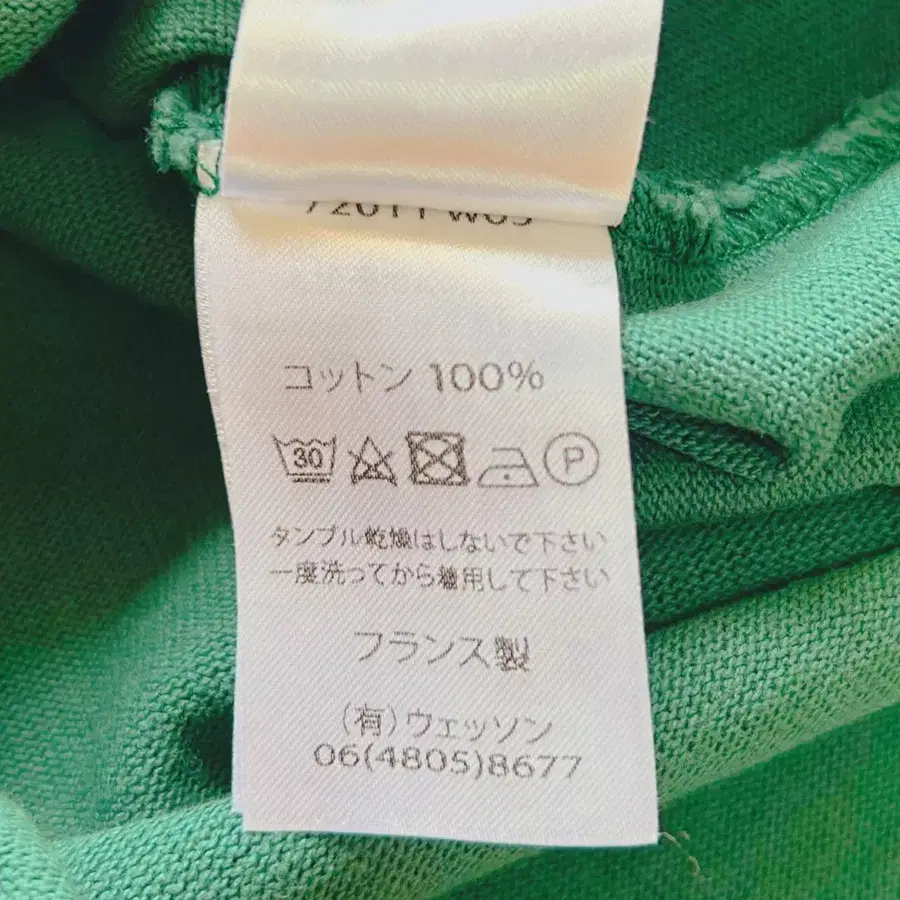 コットン 100%
30 P
タンブル乾燥はしないで下さい
一度洗ってから着用して下さい
フランス製
(有)ウェッソン
06(4805)8677